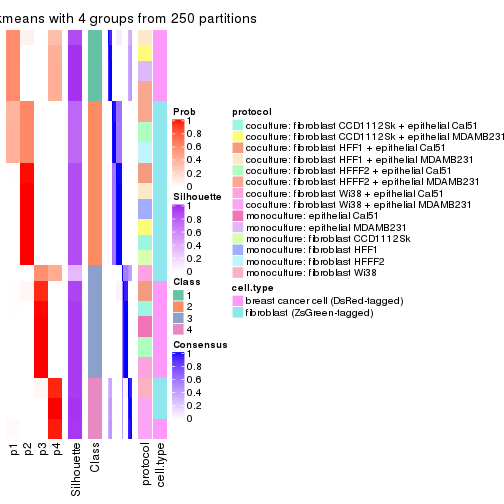 kmeans with 4 groups from 250 partitions
p1
p2
p3
p4
Silhouette
Class
protocol
cell.type
Prob
1
0.8
0.6
0.4
0.2
0
Silhouette
1
0.8
0.6
0.4
0.2
0
Class
1
2
3
4
Consensus
1
0.8
0.6
0.4
0.2
0
protocol
coculture: fibroblast CCD1112Sk + epithelial Cal51
coculture: fibroblast CCD1112Sk + epithelial MDAMB231
coculture: fibroblast HFF1 + epithelial Cal51
coculture: fibroblast HFF1 + epithelial MDAMB231
coculture: fibroblast HFFF2 + epithelial Cal51
coculture: fibroblast HFFF2 + epithelial MDAMB231
coculture: fibroblast Wi38 + epithelial Cal51
coculture: fibroblast Wi38 + epithelial MDAMB231
monoculture: epithelial Cal51
monoculture: epithelial MDAMB231
monoculture: fibroblast CCD1112Sk
monoculture: fibroblast HFF1
monoculture: fibroblast HFFF2
monoculture: fibroblast Wi38
cell.type
breast cancer cell (DsRed-tagged)
fibroblast (ZsGreen-tagged)